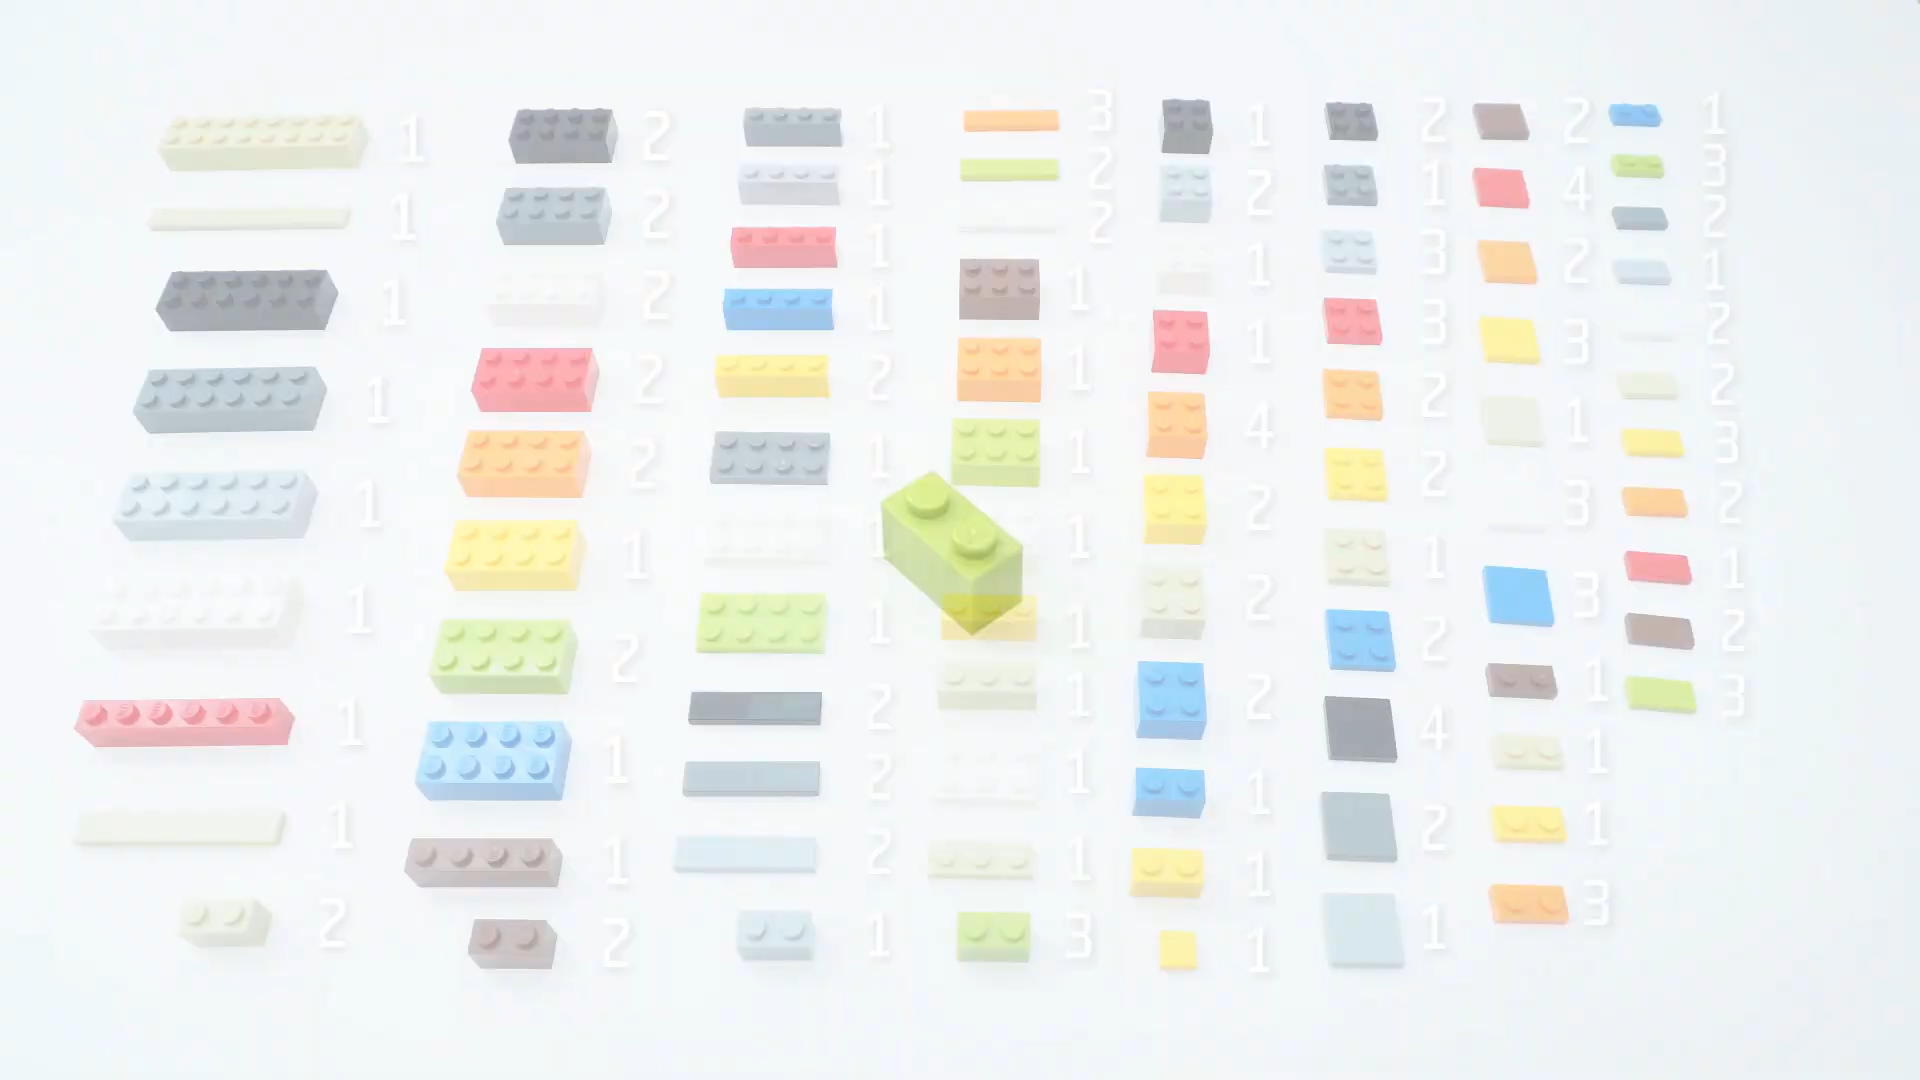 1 2 1 3 1 2 2 1
1 2 1 2 2 1 4 3
1 2 1 2 1 3 2 2
1 2 1 1 1 3 3 1
1 2 2 1 4 2 1 2
1 1 1 1 2 2 3 2
1 2 1 1 2 1 3 3
1 1 1 1 2 2 1 2
2 1 2 1 1 4 1 1
2 2 1 1 2 1 2
2 1 3 1 1 3 3